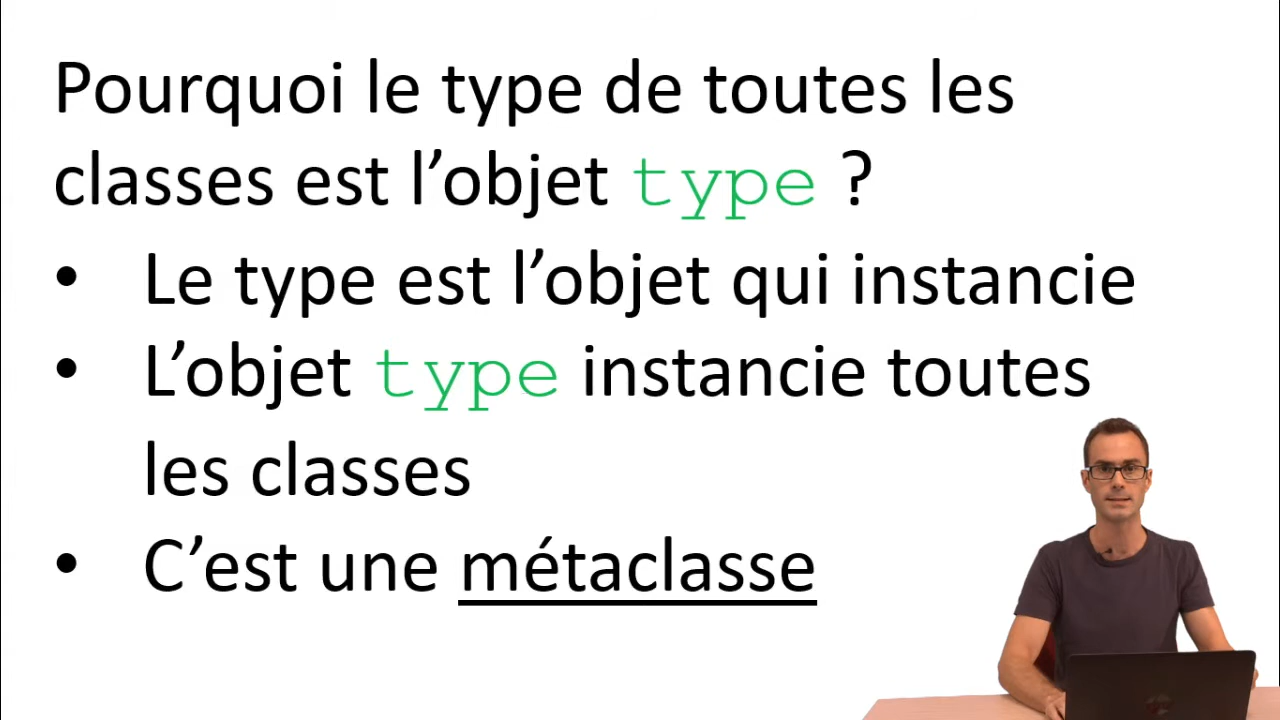 Pourquoi le type de toutes les
classes est l’objet type ?
• Le type est l’objet qui instancie
• L’objet type instancie toutes
les classes
• C’est une métaclasse